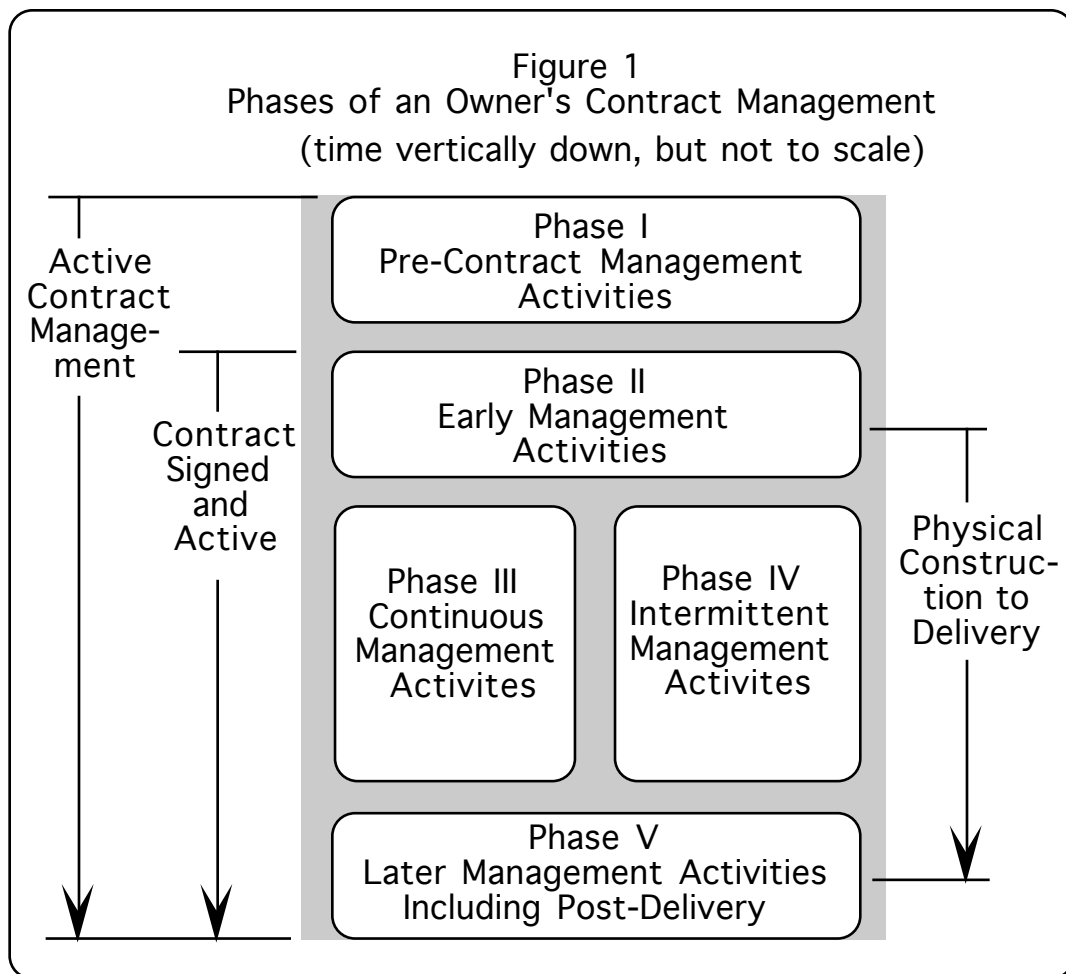 Figure 1
Phases of an Owner's Contract Management
(time vertically down, but not to scale)
Active
Contract
Manage-
ment
Contract
Signed
and
Active
Phase I
Pre-Contract Management
Activities
Phase II
Early Management
Activities
Phase III
Continuous
Management
Activites
Phase IV
Intermittent
Management
Activites
Physical
Construc-
tion to
Delivery
Phase V
Later Management Activities
Including Post-Delivery